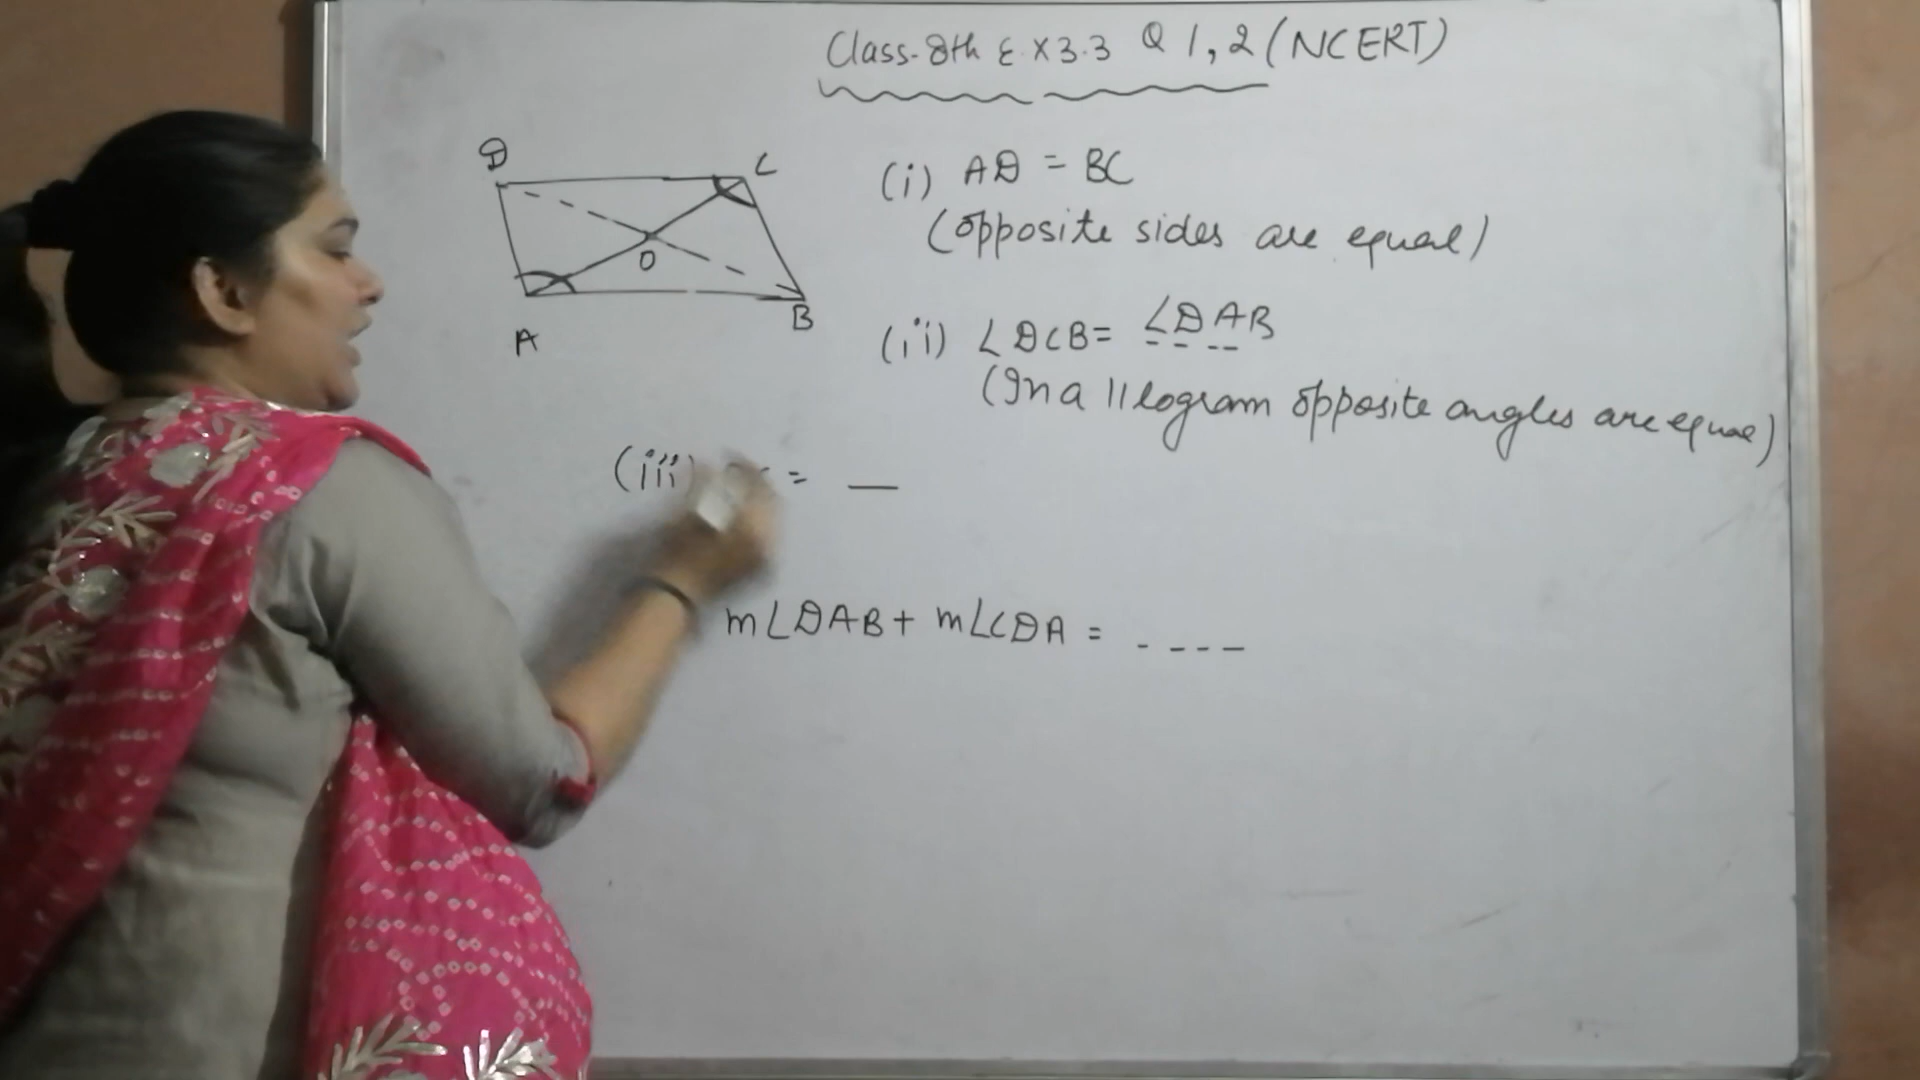 Class-8th Ex 3.3 Q 1, 2 (NCERT)
D
C
O
A
B
(i) AD = BC
(opposite sides are equal)
(ii) ∠DCB = ∠DAB
(In a ||logram opposite angles are equal)
(iii) = __
m∠DAB + m∠CDA = ----